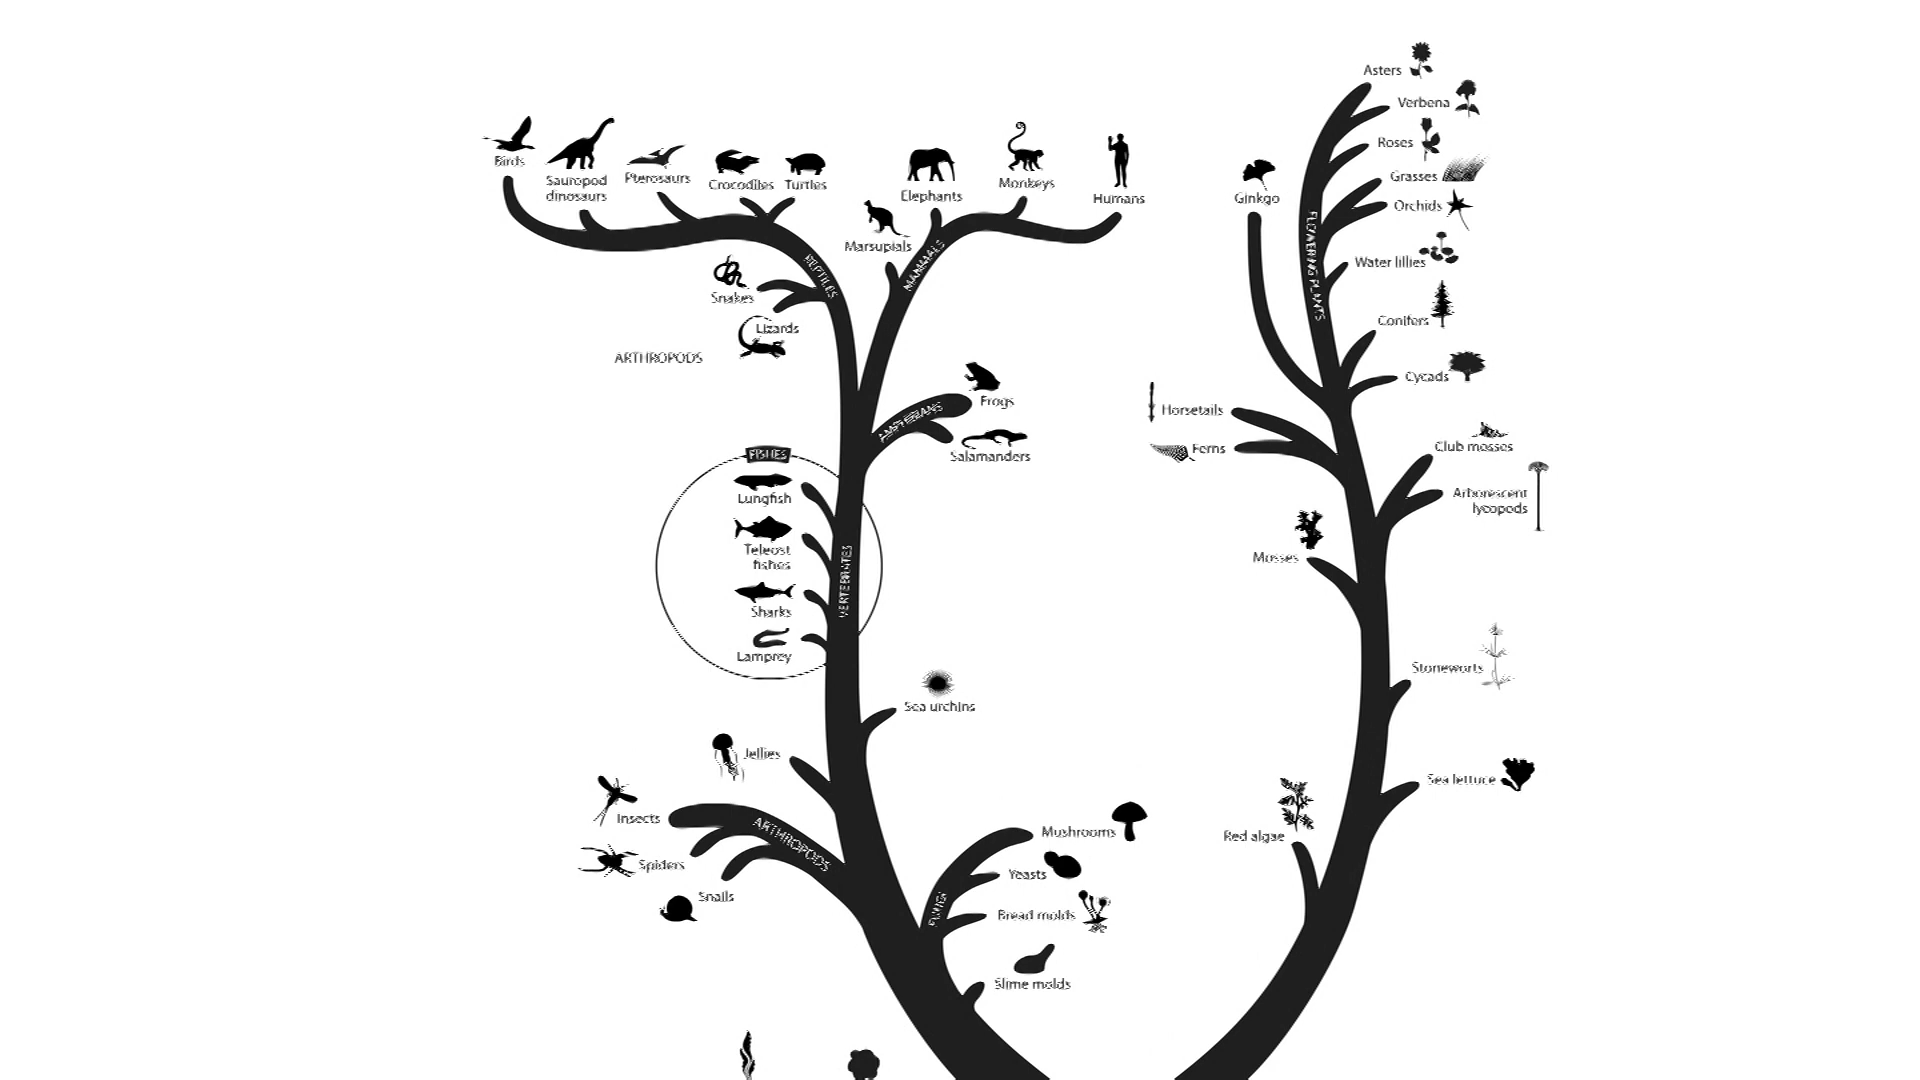 Asters
Verbena
Roses
Grasses
Orchids
Water lillies
Conifers
Cycads
FLOWERING PLANTS
Ginkgo
Birds
Sauropod
dinosaurs
Pterosaurs
Crocodiles
Turtles
Elephants
Monkeys
Humans
Marsupials
REPTILES
MAMMALS
Snakes
Lizards
ARTHROPODS
Frogs
AMPHIBIANS
Salamanders
Horsetails
Ferns
Club mosses
Arborescent
lycopods
FISHES
Lungfish
Teleost
fishes
Sharks
Lamprey
VERTEBRATES
Mosses
Stoneworts
Sea urchins
Jellies
Sea lettuce
Insects
ARTHROPODS
Spiders
Snails
Mushrooms
Yeasts
Bread molds
FUNGI
Slime molds
Red algae